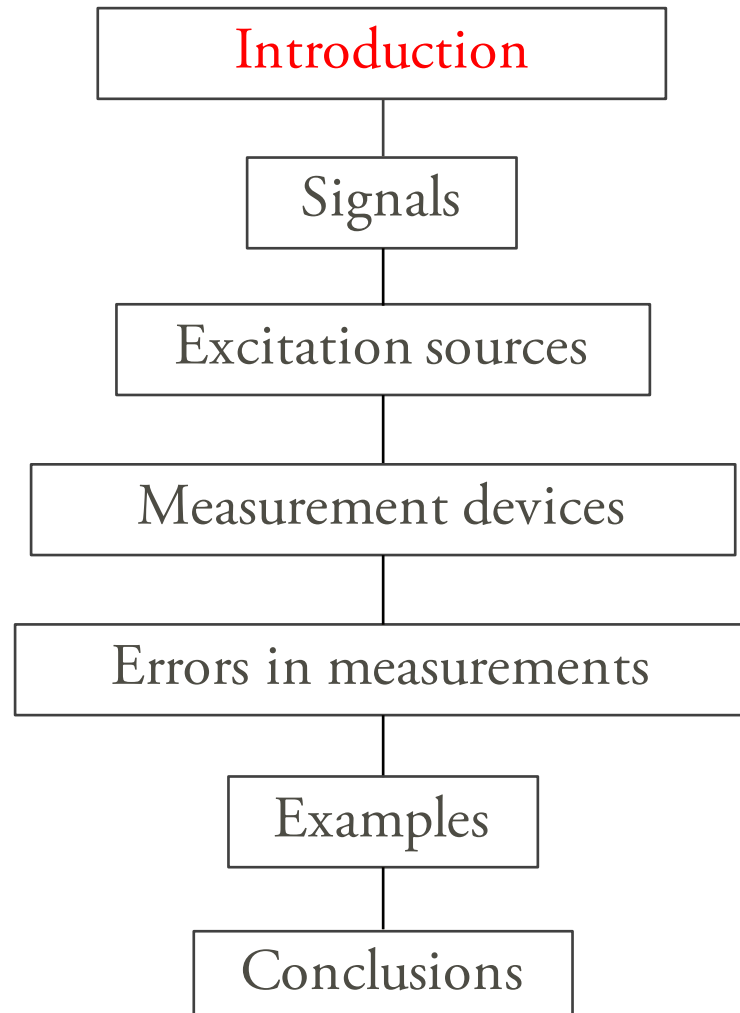 Introduction
Signals
Excitation sources
Measurement devices
Errors in measurements
Examples
Conclusions